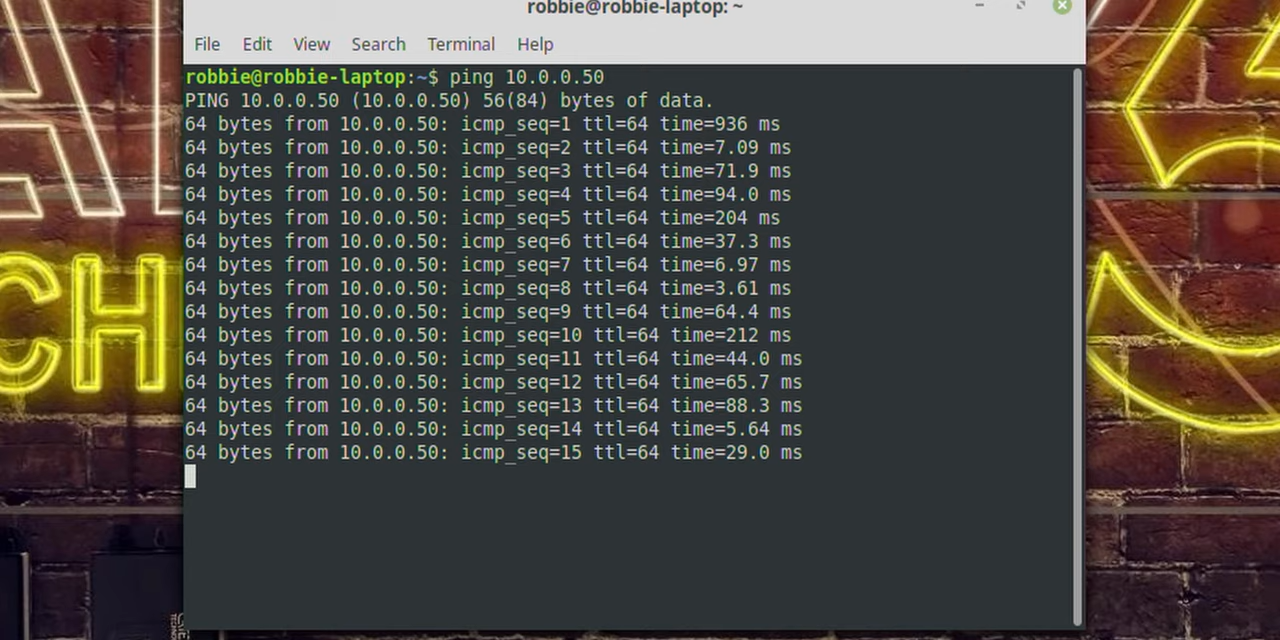 robbie@robbie-laptop: ~
File Edit View Search Terminal Help
robbie@robbie-laptop:~$ ping 10.0.0.50
PING 10.0.0.50 (10.0.0.50) 56(84) bytes of data.
64 bytes from 10.0.0.50: icmp_seq=1 ttl=64 time=936 ms
64 bytes from 10.0.0.50: icmp_seq=2 ttl=64 time=7.09 ms
64 bytes from 10.0.0.50: icmp_seq=3 ttl=64 time=71.9 ms
64 bytes from 10.0.0.50: icmp_seq=4 ttl=64 time=94.0 ms
64 bytes from 10.0.0.50: icmp_seq=5 ttl=64 time=204 ms
64 bytes from 10.0.0.50: icmp_seq=6 ttl=64 time=37.3 ms
64 bytes from 10.0.0.50: icmp_seq=7 ttl=64 time=6.97 ms
64 bytes from 10.0.0.50: icmp_seq=8 ttl=64 time=3.61 ms
64 bytes from 10.0.0.50: icmp_seq=9 ttl=64 time=64.4 ms
64 bytes from 10.0.0.50: icmp_seq=10 ttl=64 time=212 ms
64 bytes from 10.0.0.50: icmp_seq=11 ttl=64 time=44.0 ms
64 bytes from 10.0.0.50: icmp_seq=12 ttl=64 time=65.7 ms
64 bytes from 10.0.0.50: icmp_seq=13 ttl=64 time=88.3 ms
64 bytes from 10.0.0.50: icmp_seq=14 ttl=64 time=5.64 ms
64 bytes from 10.0.0.50: icmp_seq=15 ttl=64 time=29.0 ms
CH